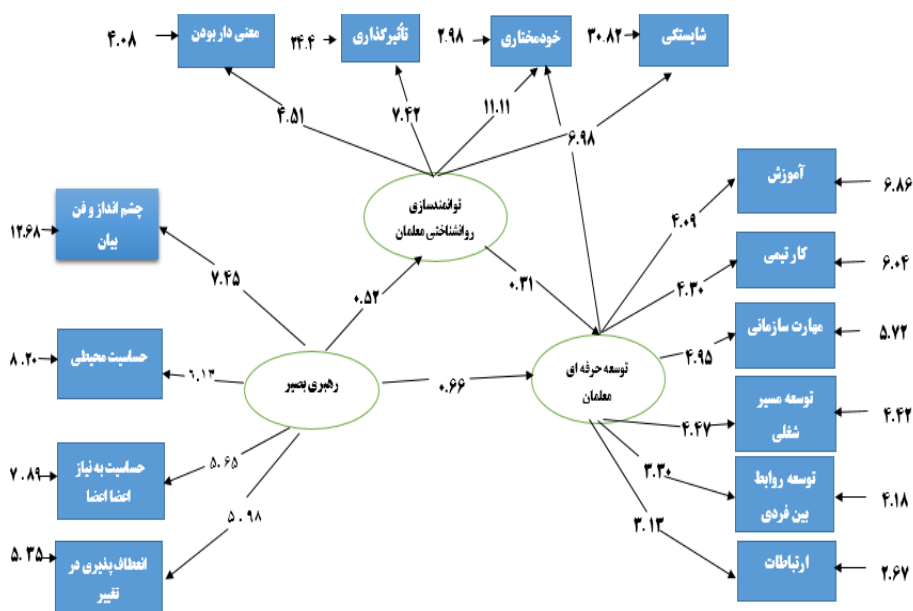 ۴.۰۸
معنی دار بودن
۲۴.۴
تأثیرگذاری
۲.۹۸
خودمختاری
۳۰.۸۲
شایستگی
۴.۵۱
۷.۴۲
۱۱.۱۱
۶.۹۸
توانمندسازی
روانشناختی معلمان
چشم انداز و فن
بیان
۱۲.۶۸
۷.۴۵
۰.۵۲
۰.۳۱
آموزش
۶.۸۶
۴.۰۹
کار تیمی
۶.۰۴
۴.۳۰
مهارت سازمانی
۵.۷۲
۴.۹۵
حساسیت محیطی
۸.۲۰
۶.۱۳
رهبری بصیر
۰.۶۶
توسعه حرفه ای
معلمان
توسعه مسیر
شغلی
۴.۴۲
۴.۴۷
حساسیت به نیاز
اعضا اعضا
۷.۸۹
۵.۶۵
توسعه روابط
بین فردی
۴.۱۸
۳.۳۰
انعطاف پذیری در
تغییر
۵.۳۵
۵.۹۸
ارتباطات
۲.۶۷
۳.۱۳